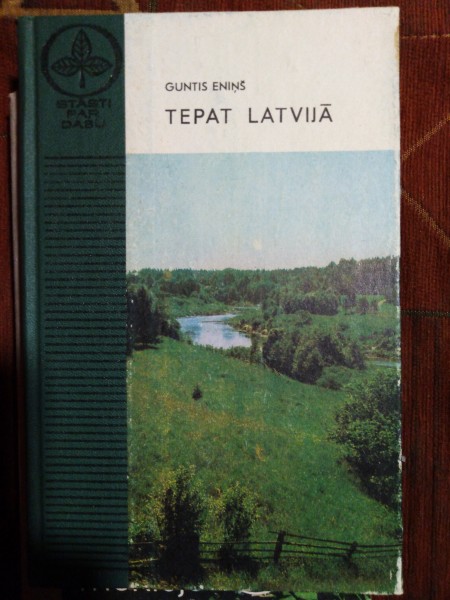 STĀSTI
PAR
DABU
GUNTIS ENIŅŠ
TEPAT LATVIJĀ